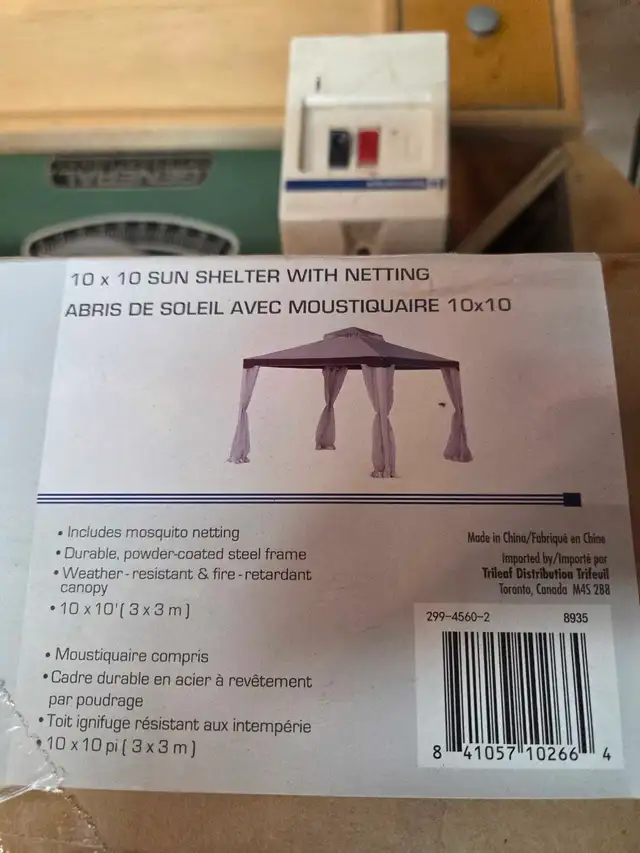 GENERAL
10 x 10 SUN SHELTER WITH NETTING
ABRIS DE SOLEIL AVEC MOUSTIQUAIRE 10x10
• Includes mosquito netting
• Durable, powder-coated steel frame
• Weather-resistant & fire-retardant
canopy
• 10 x 10' ( 3 x 3 m )
• Moustiquaire compris
• Cadre durable en acier à revêtement
par poudrage
• Toit ignifuge résistant aux intempérie
• 10 x 10 pi ( 3 x 3 m )
Made in China/Fabriqué en Chine
Imported by/Importé par
Trileaf Distribution Trifeuil
Toronto, Canada M4S 2B8
299-4560-2 8935
8 41057 10266 4